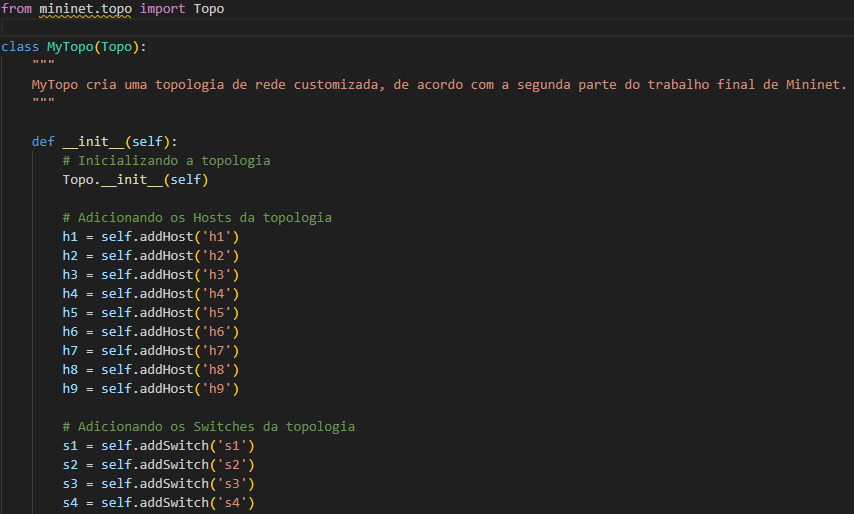 from mininet.topo import Topo
class MyTopo(Topo):
"""
MyTopo cria uma topologia de rede customizada, de acordo com a segunda parte do trabalho final de Mininet.
"""
def __init__(self):
# Inicializando a topologia
Topo.__init__(self)
# Adicionando os Hosts da topologia
h1 = self.addHost('h1')
h2 = self.addHost('h2')
h3 = self.addHost('h3')
h4 = self.addHost('h4')
h5 = self.addHost('h5')
h6 = self.addHost('h6')
h7 = self.addHost('h7')
h8 = self.addHost('h8')
h9 = self.addHost('h9')
# Adicionando os Switches da topologia
s1 = self.addSwitch('s1')
s2 = self.addSwitch('s2')
s3 = self.addSwitch('s3')
s4 = self.addSwitch('s4')